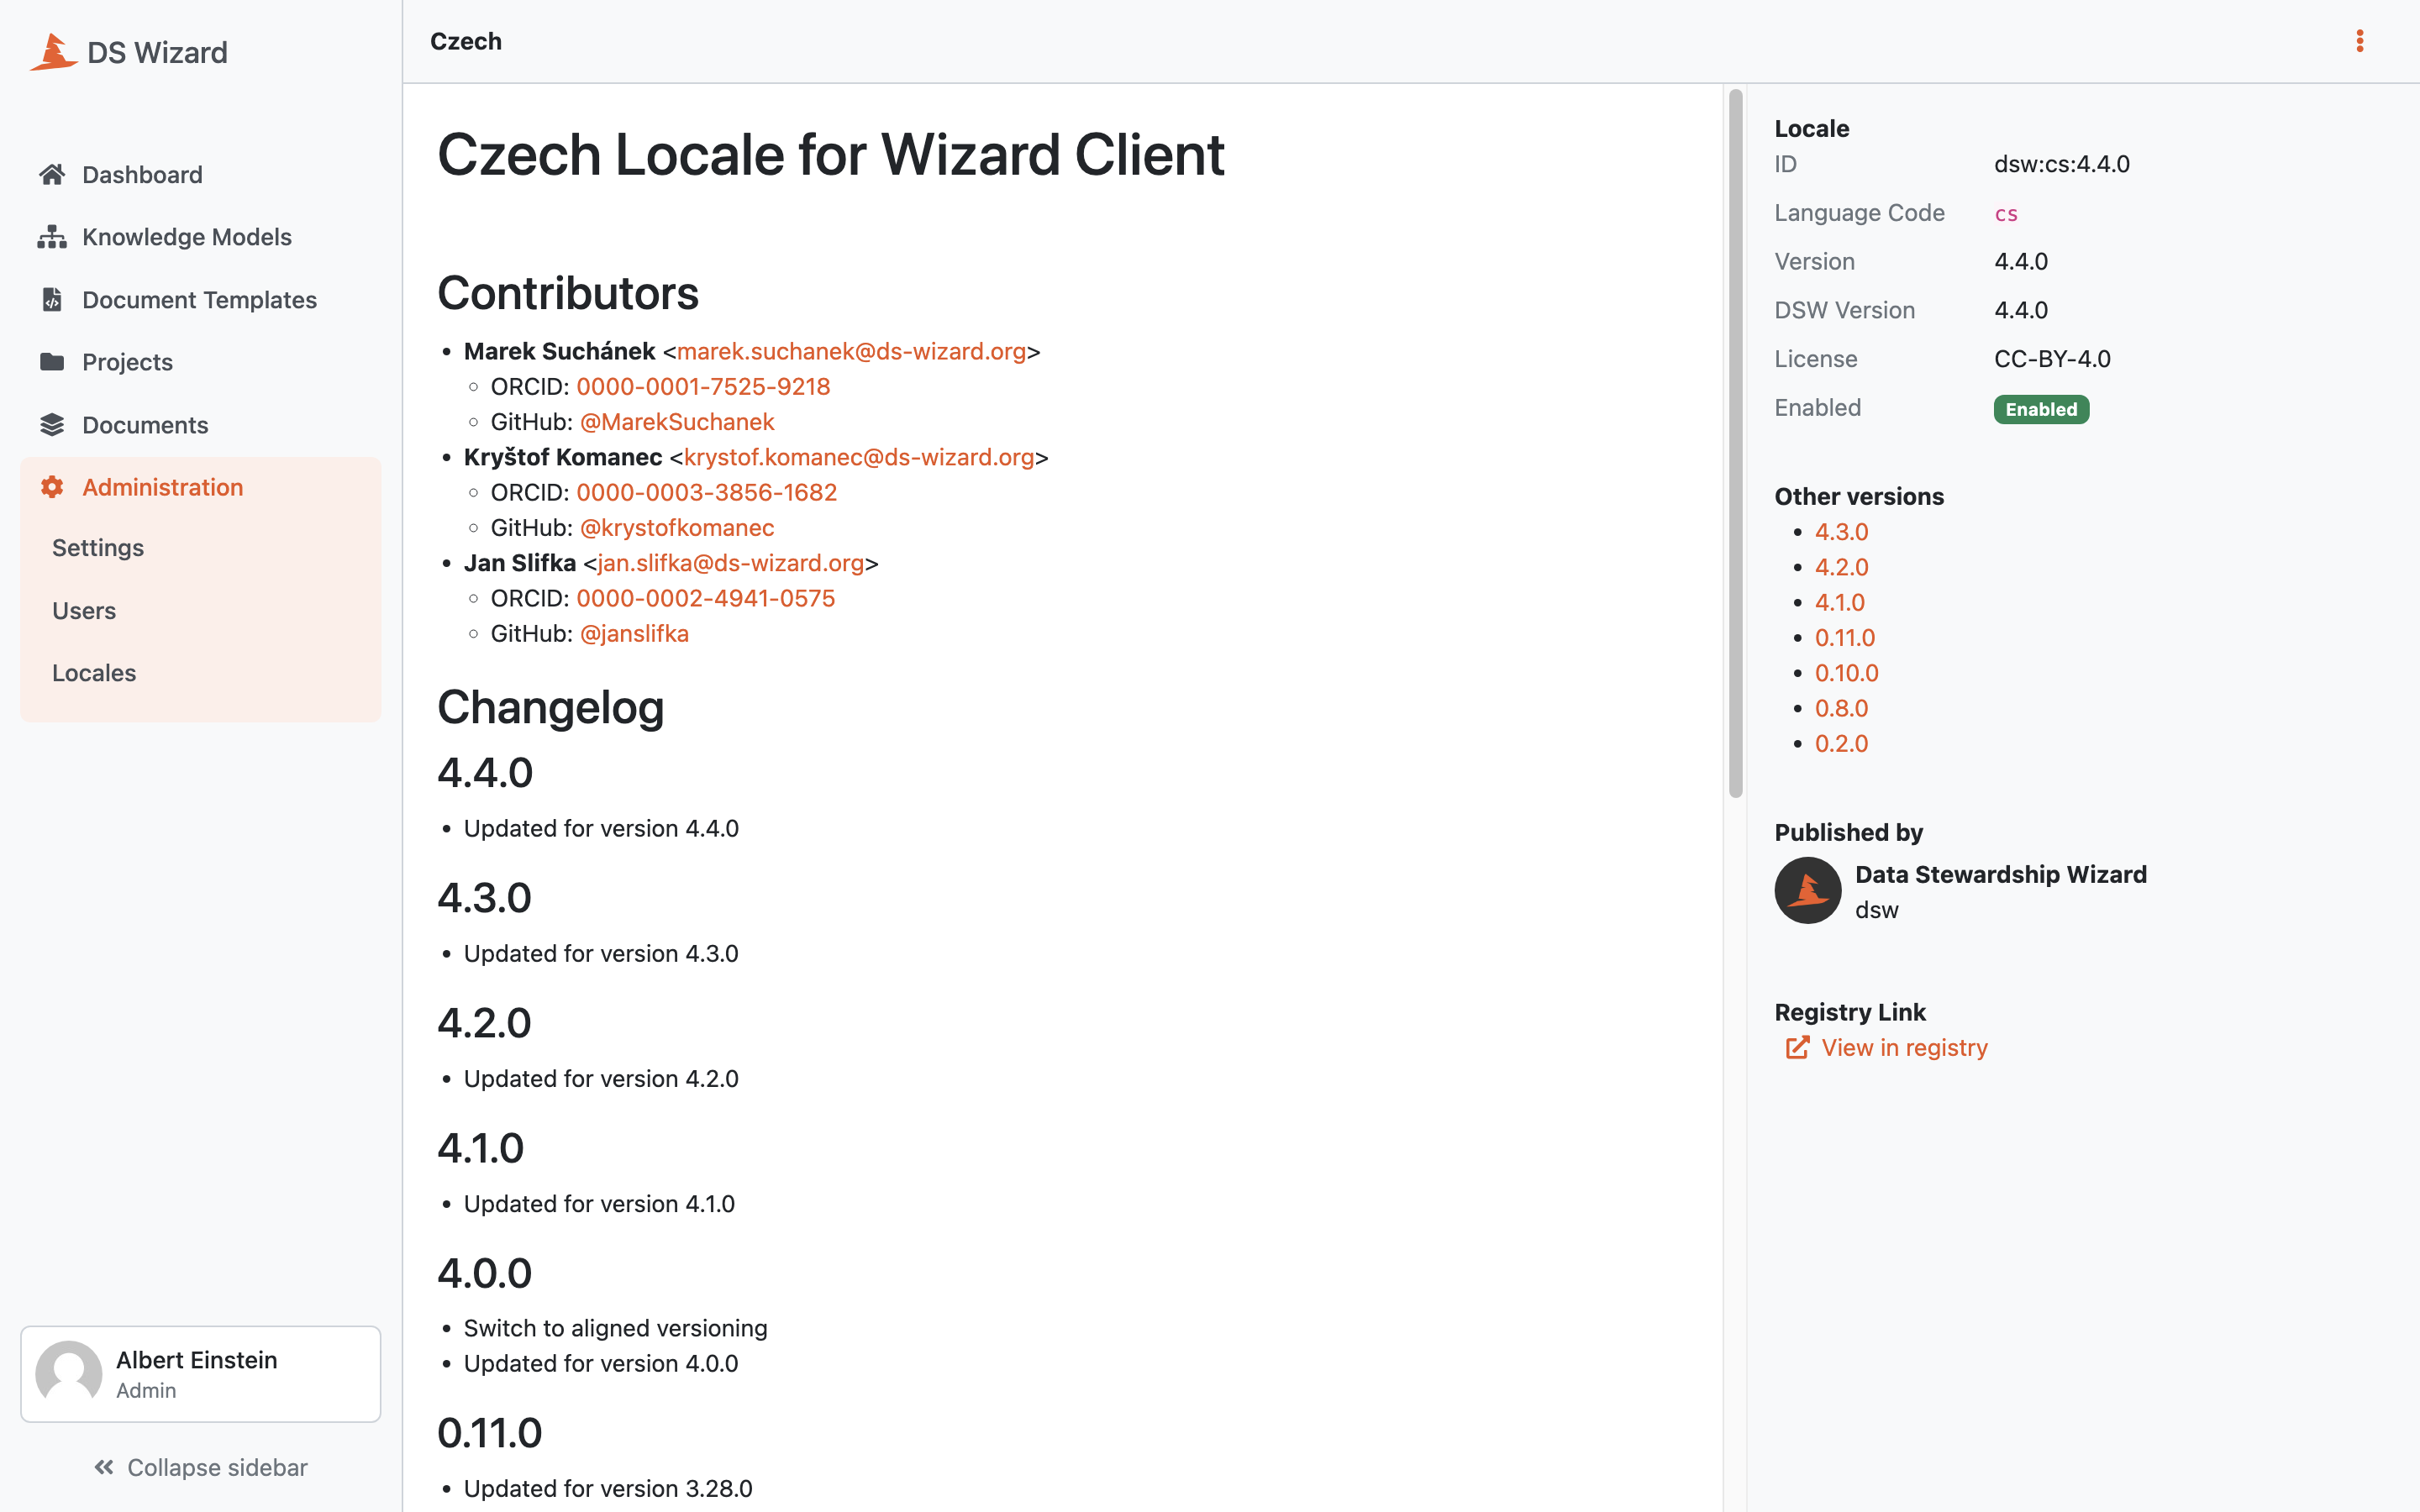 DS Wizard
Dashboard
Knowledge Models
Document Templates
Projects
Documents
Administration
Settings
Users
Locales
Albert Einstein
Admin
Collapse sidebar
Czech
Czech Locale for Wizard Client
Contributors
Marek Suchánek <marek.suchanek@ds-wizard.org>
ORCID: 0000-0001-7525-9218
GitHub: @MarekSuchanek
Kryštof Komanec <krystof.komanec@ds-wizard.org>
ORCID: 0000-0003-3856-1682
GitHub: @krystofkomanec
Jan Slifka <jan.slifka@ds-wizard.org>
ORCID: 0000-0002-4941-0575
GitHub: @janslifka
Changelog
4.4.0
Updated for version 4.4.0
4.3.0
Updated for version 4.3.0
4.2.0
Updated for version 4.2.0
4.1.0
Updated for version 4.1.0
4.0.0
Switch to aligned versioning
Updated for version 4.0.0
0.11.0
Updated for version 3.28.0
Locale
ID dsw:cs:4.4.0
Language Code cs
Version 4.4.0
DSW Version 4.4.0
License CC-BY-4.0
Enabled Enabled
Other versions
4.3.0
4.2.0
4.1.0
0.11.0
0.10.0
0.8.0
0.2.0
Published by
Data Stewardship Wizard
dsw
Registry Link
View in registry